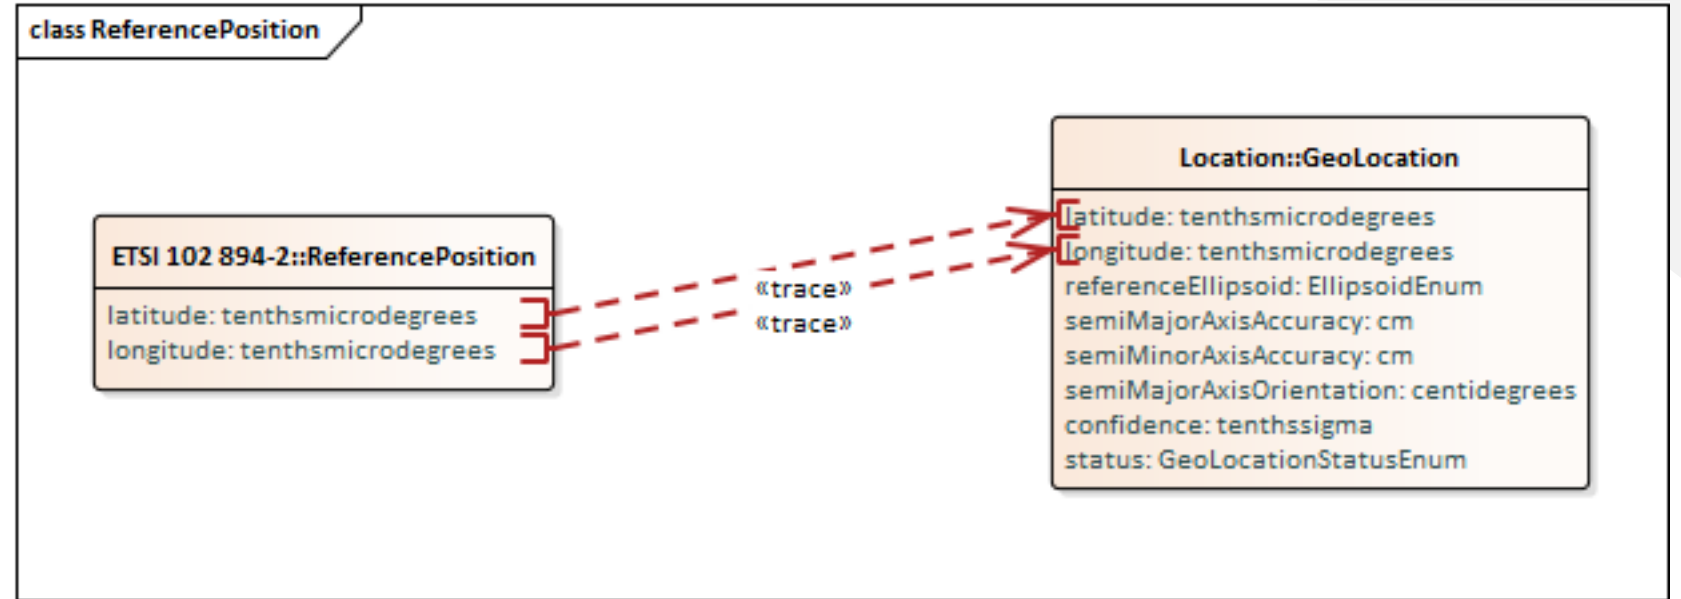 class ReferencePosition
ETSI 102 894-2::ReferencePosition
latitude: tenthsmicrodegrees
longitude: tenthsmicrodegrees
«trace»
«trace»
Location::GeoLocation
latitude: tenthsmicrodegrees
longitude: tenthsmicrodegrees
referenceEllipsoid: EllipsoidEnum
semiMajorAxisAccuracy: cm
semiMinorAxisAccuracy: cm
semiMajorAxisOrientation: centidegrees
confidence: tenthssigma
status: GeoLocationStatusEnum